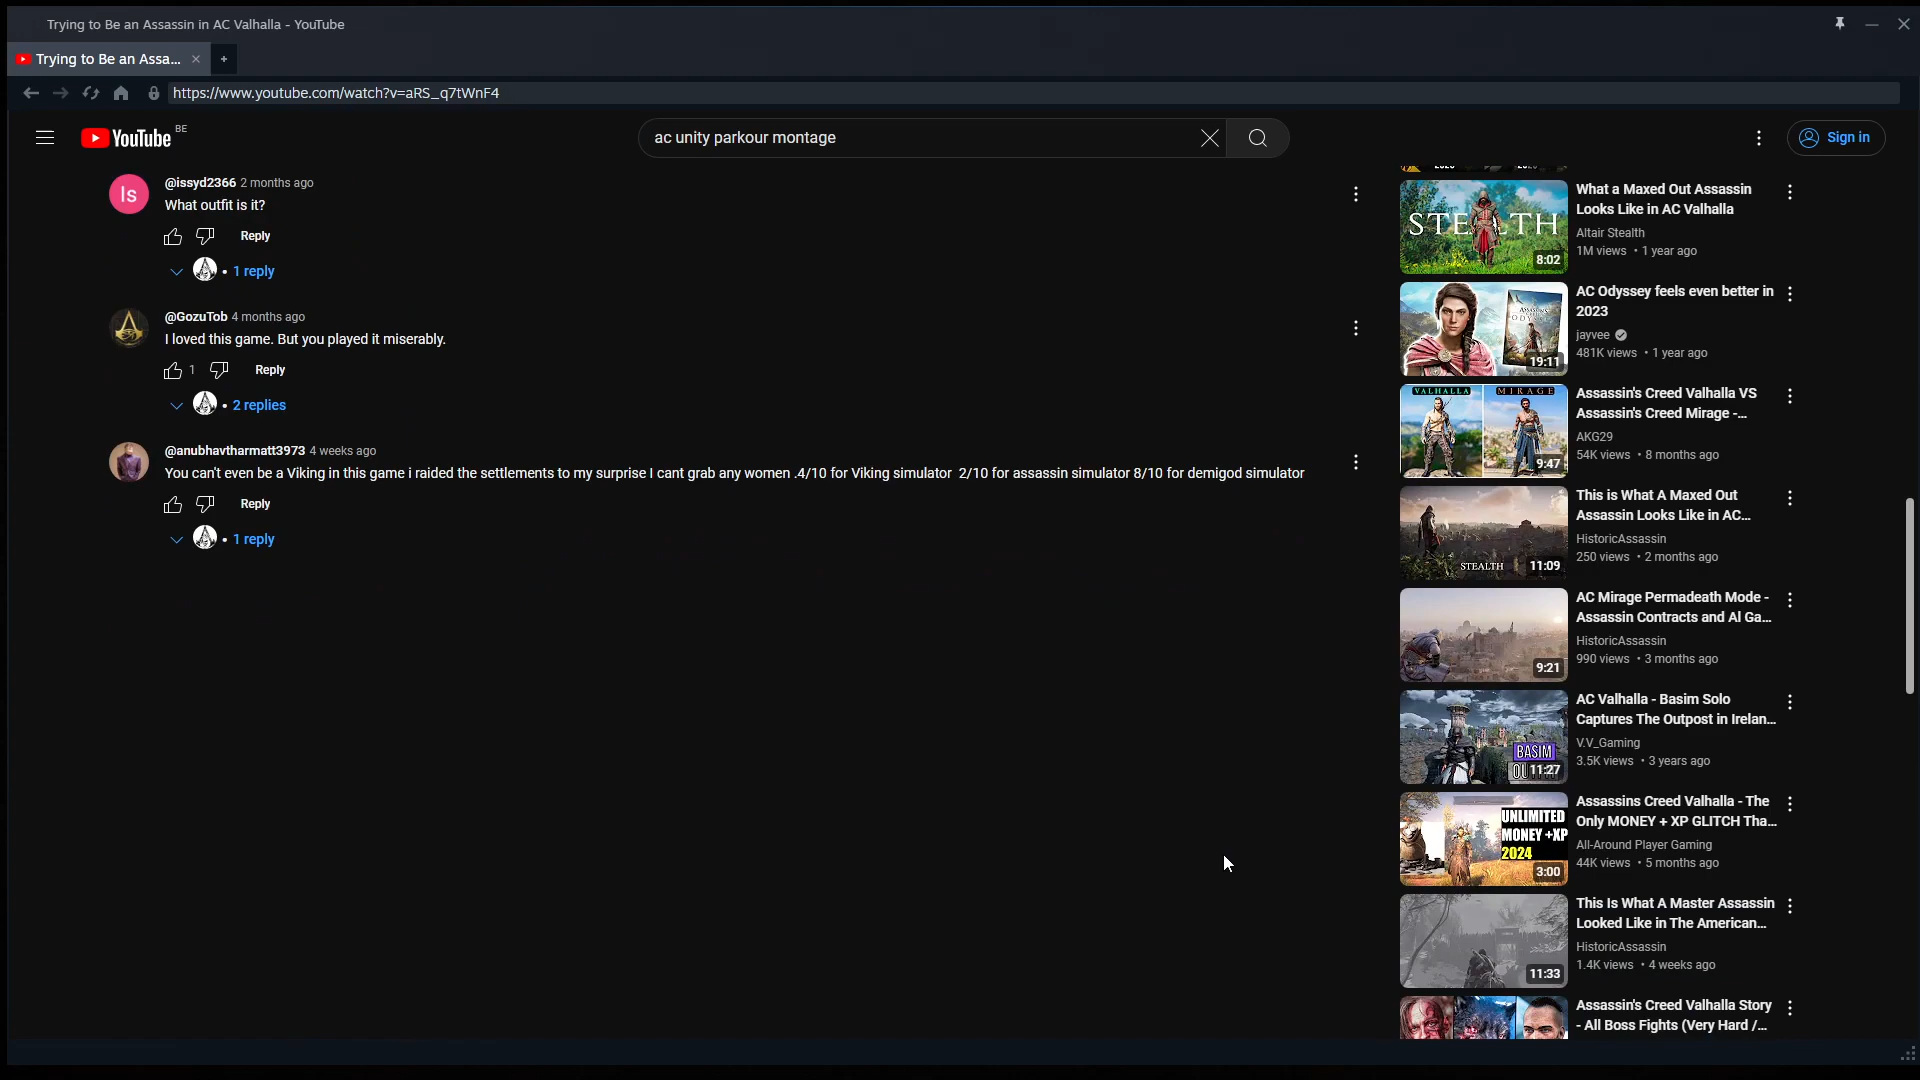 Trying to Be an Assassin in AC Valhalla - YouTube
Trying to Be an Assa...
https://www.youtube.com/watch?v=aRS_q7tWnF4
YouTube BE
ac unity parkour montage
Sign in
Is
@issyd2366 2 months ago
What outfit is it?
Reply
• 1 reply
@GozuTob 4 months ago
I loved this game. But you played it miserably.
1 Reply
• 2 replies
@anubhavtharmatt3973 4 weeks ago
You can't even be a Viking in this game i raided the settlements to my surprise I cant grab any women .4/10 for Viking simulator 2/10 for assassin simulator 8/10 for demigod simulator
Reply
• 1 reply
STEALTH
8:02
What a Maxed Out Assassin
Looks Like in AC Valhalla
Altair Stealth
1M views • 1 year ago
ASSASSIN'S
ODYSSEY
19:11
AC Odyssey feels even better in
2023
jayvee
481K views • 1 year ago
VALHALLA MIRAGE
9:47
Assassin's Creed Valhalla VS
Assassin's Creed Mirage -...
AKG29
54K views • 8 months ago
STEALTH 11:09
This is What A Maxed Out
Assassin Looks Like in AC...
HistoricAssassin
250 views • 2 months ago
9:21
AC Mirage Permadeath Mode -
Assassin Contracts and Al Ga...
HistoricAssassin
990 views • 3 months ago
BASIM
11:27
AC Valhalla - Basim Solo
Captures The Outpost in Irelan...
V.V_Gaming
3.5K views • 3 years ago
UNLIMITED
MONEY +XP
2024
3:00
Assassins Creed Valhalla - The
Only MONEY + XP GLITCH Tha...
All-Around Player Gaming
44K views • 5 months ago
11:33
This Is What A Master Assassin
Looked Like in The American...
HistoricAssassin
1.4K views • 4 weeks ago
Assassin's Creed Valhalla Story
- All Boss Fights (Very Hard /...